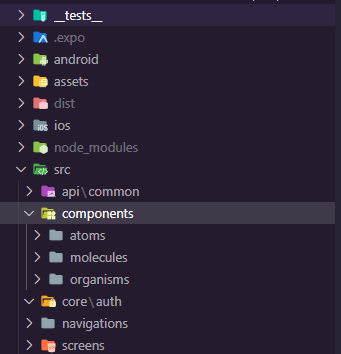 __tests__
.expo
android
assets
dist
ios
node_modules
src
api\common
components
atoms
molecules
organisms
core\auth
navigations
screens